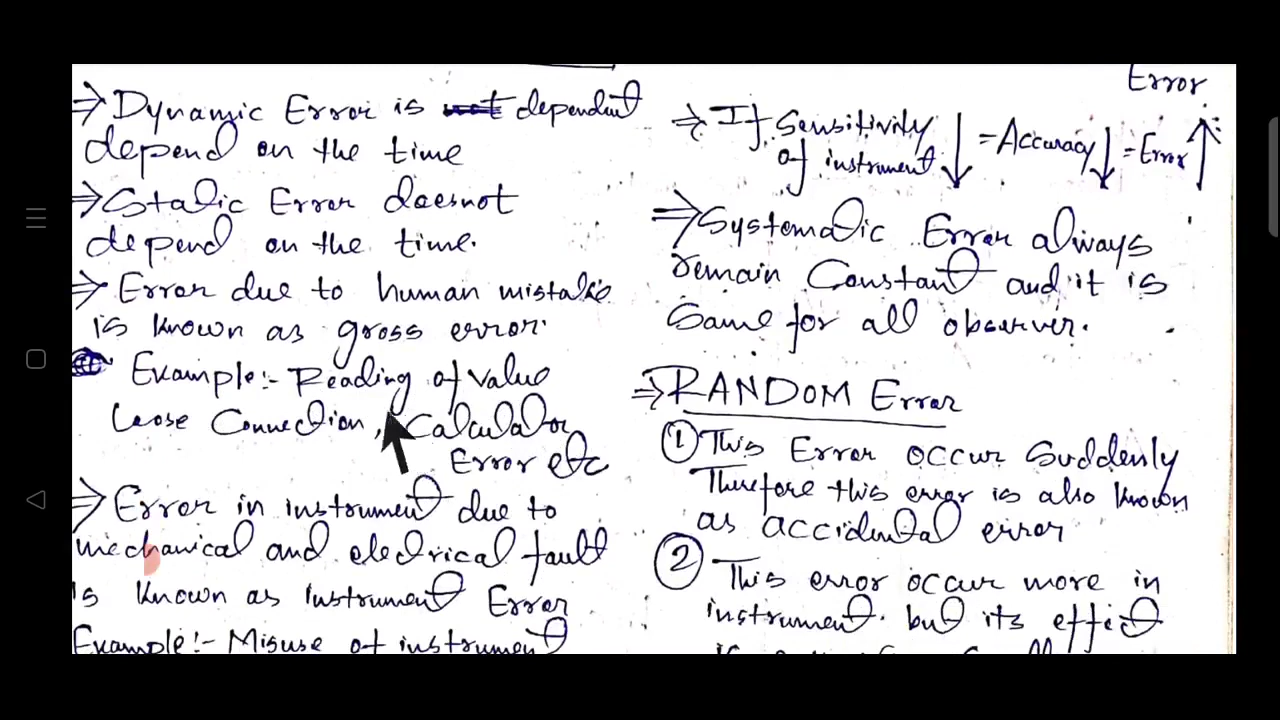 ⇒ Dynamic Error is not dependent
depend on the time
⇒ Static Error doesnot
depend on the time.
⇒ Error due to human mistake
is known as gross error.
Example:- Reading of value
loose Connection, Calculator
Error etc
⇒ Error in instrument due to
mechanical and electrical fault
is known as instrument Error
Example:- Misuse of instrument
Error
⇒ If sensitivity of instrument ↓ = Accuracy ↓ = Error ↑
⇒ Systematic Error always
remain Constant and it is
Same for all observer.
⇒ RANDOM Error
① This Error occur Suddenly
Therefore this error is also known
as accidental error
② This error occur more in
instrument. but its effect